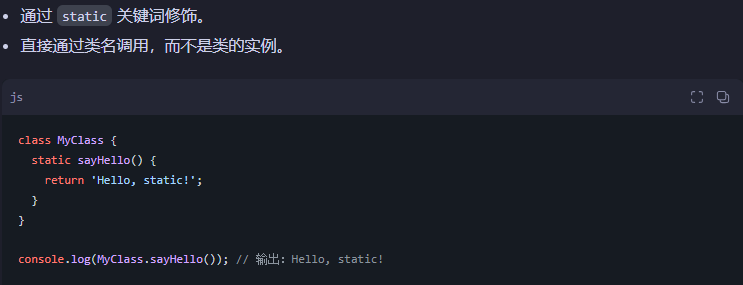 通过 static 关键词修饰。
直接通过类名调用，而不是类的实例。
js
class MyClass {
  static sayHello() {
    return 'Hello, static!';
  }
}
console.log(MyClass.sayHello()); // 输出：Hello, static!